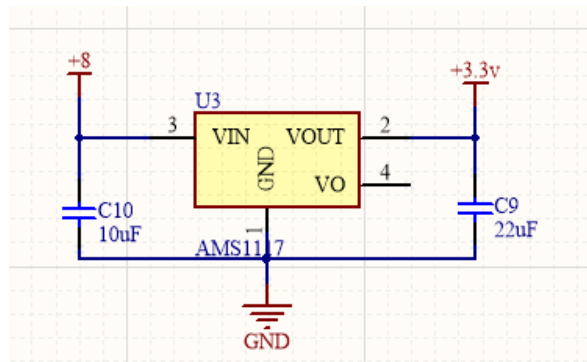 +8
+3.3v
U3
3
VIN
VOUT
2
GND
VO
4
C10
10uF
1
AMS1117
C9
22uF
GND